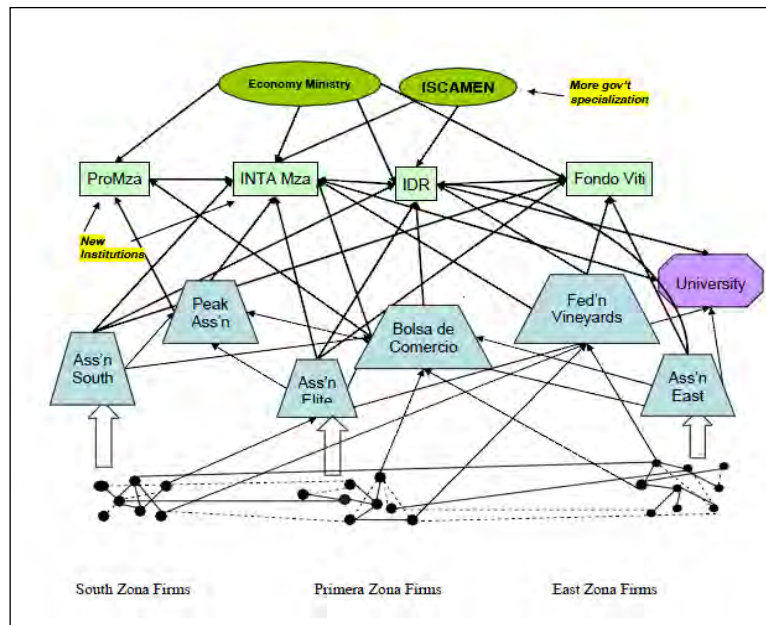 Economy Ministry
ISCAMEN
More gov't
specialization
ProMza
INTA Mza
IDR
Fondo Viti
New
Institutions
University
Peak
Ass'n
Bolsa de
Comercio
Fed'n
Vineyards
Ass'n
South
Ass'n
Elite
Ass'n
East
South Zona Firms
Primera Zona Firms
East Zona Firms